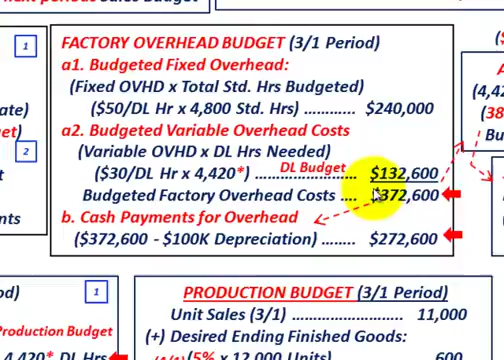 Sales Budget
1
2
FACTORY OVERHEAD BUDGET (3/1 Period)
a1. Budgeted Fixed Overhead:
(Fixed OVHD x Total Std. Hrs Budgeted)
($50/DL Hr x 4,800 Std. Hrs) ............ $240,000
a2. Budgeted Variable Overhead Costs
(Variable OVHD x DL Hrs Needed)
DL Budget
($30/DL Hr x 4,420*) ........................ $132,600
Budgeted Factory Overhead Costs .... $372,600
b. Cash Payments for Overhead
($372,600 - $100K Depreciation) ........ $272,600
1
Production Budget
4,420* DL Hrs
PRODUCTION BUDGET (3/1 Period)
Unit Sales (3/1) .......................... 11,000
(+) Desired Ending Finished Goods:
(5% x 12,000 Units) 600